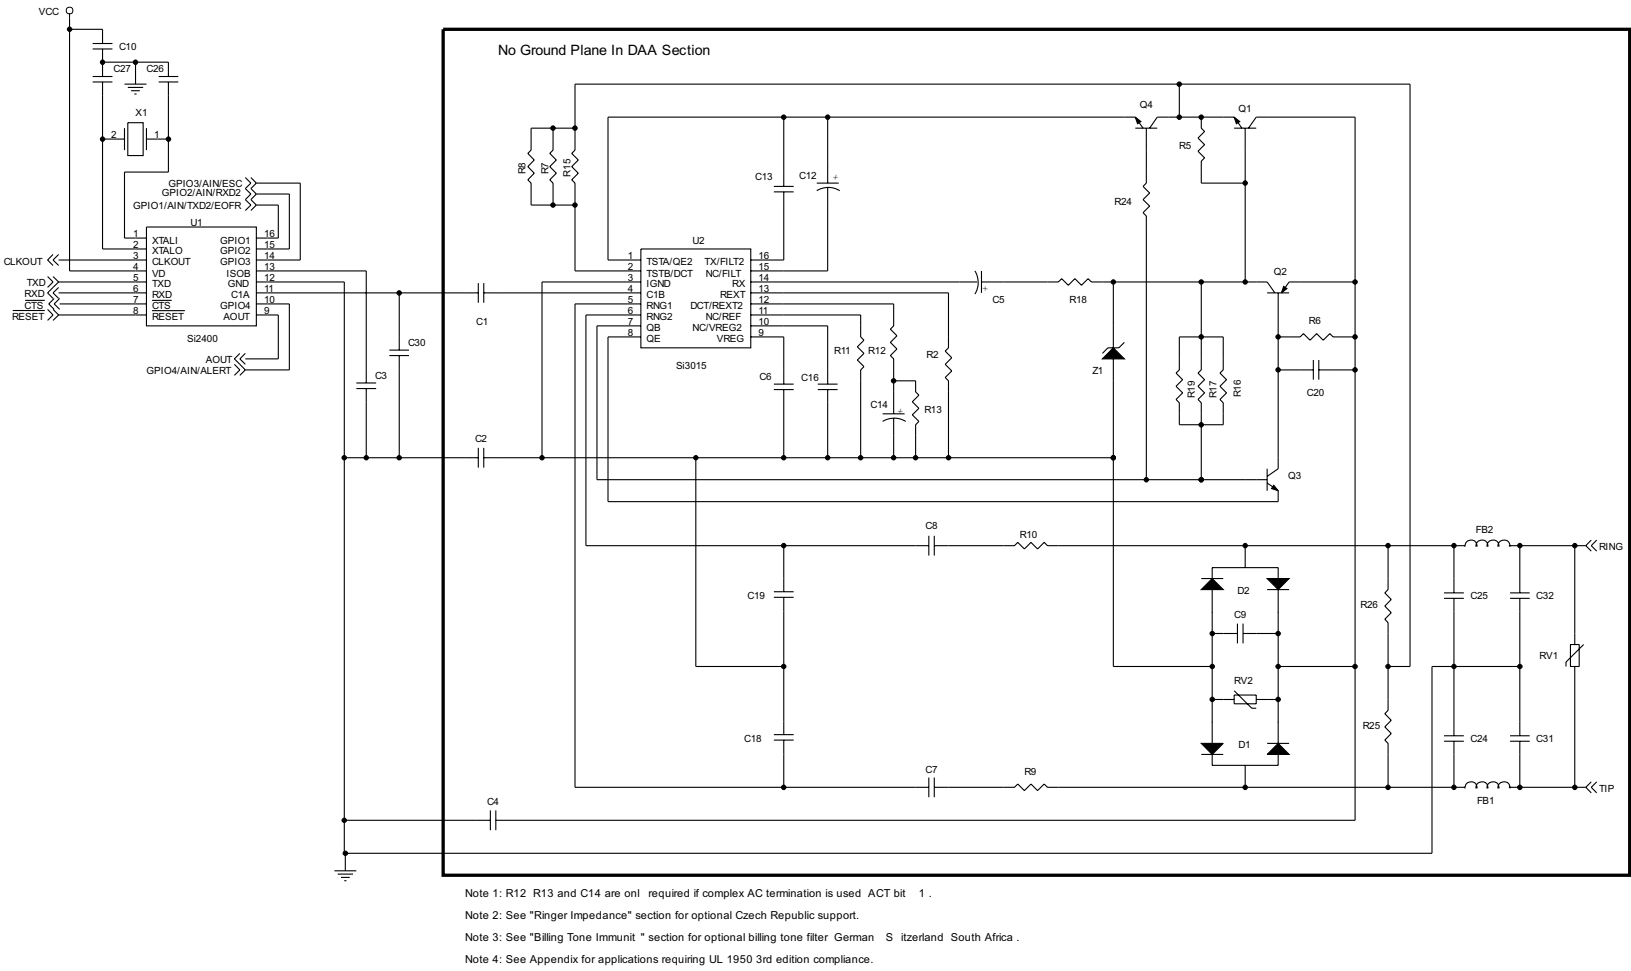 VCC
C10
C27 C26
X1
2 1
GPIO3/AIN/ESC
GPIO2/AIN/RXD2
GPIO1/AIN/TXD2/EOFR
U1
1 XTALI GPIO1 16
2 XTALO GPIO2 15
CLKOUT 3 CLKOUT GPIO3 14
4 VD ISOB 13
TXD 5 TXD GND 12
RXD 6 RXD C1A 11
CTS 7 CTS GPIO4 10
RESET 8 RESET AOUT 9
Si2400
AOUT
GPIO4/AIN/ALERT
C3
C30
C1
C2
C4
No Ground Plane In DAA Section
R8
R7
R15
C13
C12 +
Q4
Q1
R5
R24
U2
1 TSTA/QE2 TX/FILT2 16
2 TSTB/DCT NC/FILT 15
3 IGND RX 14
4 C1B REXT 13
5 RNG1 DCT/REXT2 12
6 RNG2 NC/REF 11
7 QB NC/VREG2 10
8 QE VREG 9
Si3015
C6
C16
R11
R12
C14 +
R13
R2
C5 +
R18
Z1
Q2
R6
C20
R19
R17
R16
Q3
C8
R10
FB2
RING
C19
D2
C9
R26
C25
C32
RV1
RV2
C18
D1
R25
C24
C31
C7
R9
FB1
TIP
Note 1: R12 R13 and C14 are onl required if complex AC termination is used ACT bit 1 .
Note 2: See "Ringer Impedance" section for optional Czech Republic support.
Note 3: See "Billing Tone Immunit " section for optional billing tone filter German S itzerland South Africa .
Note 4: See Appendix for applications requiring UL 1950 3rd edition compliance.